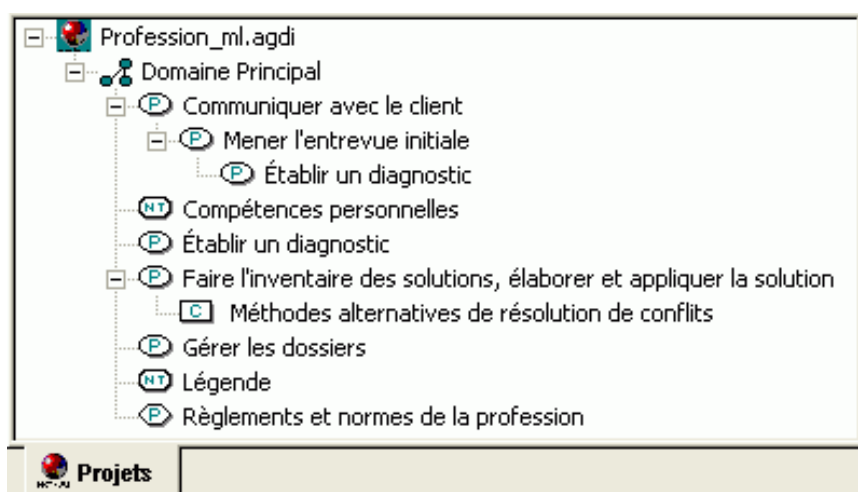 Profession_ml.agdi
Domaine Principal
P Communiquer avec le client
P Mener l'entrevue initiale
P Établir un diagnostic
NT Compétences personnelles
P Établir un diagnostic
P Faire l'inventaire des solutions, élaborer et appliquer la solution
C Méthodes alternatives de résolution de conflits
P Gérer les dossiers
NT Légende
P Règlements et normes de la profession
Projets